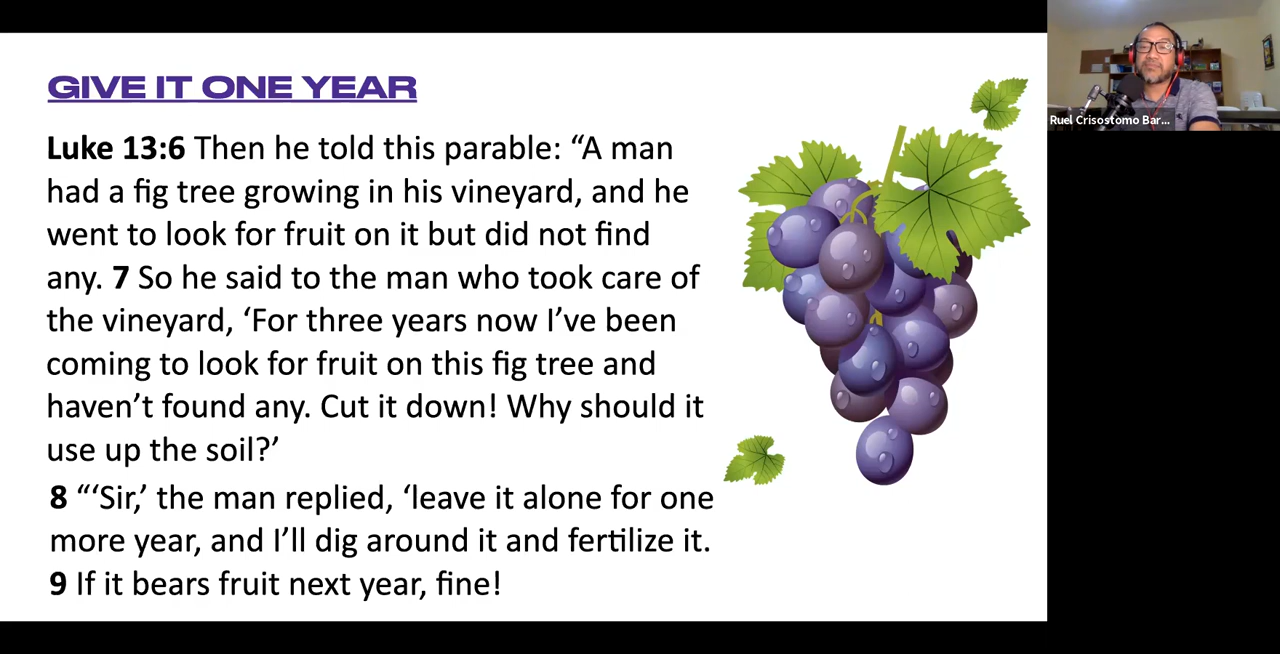 GIVE IT ONE YEAR
Luke 13:6 Then he told this parable: “A man
had a fig tree growing in his vineyard, and he
went to look for fruit on it but did not find
any. 7 So he said to the man who took care of
the vineyard, ‘For three years now I’ve been
coming to look for fruit on this fig tree and
haven’t found any. Cut it down! Why should it
use up the soil?’
8 “‘Sir,’ the man replied, ‘leave it alone for one
more year, and I’ll dig around it and fertilize it.
9 If it bears fruit next year, fine!
Ruel Crisostomo Bar...